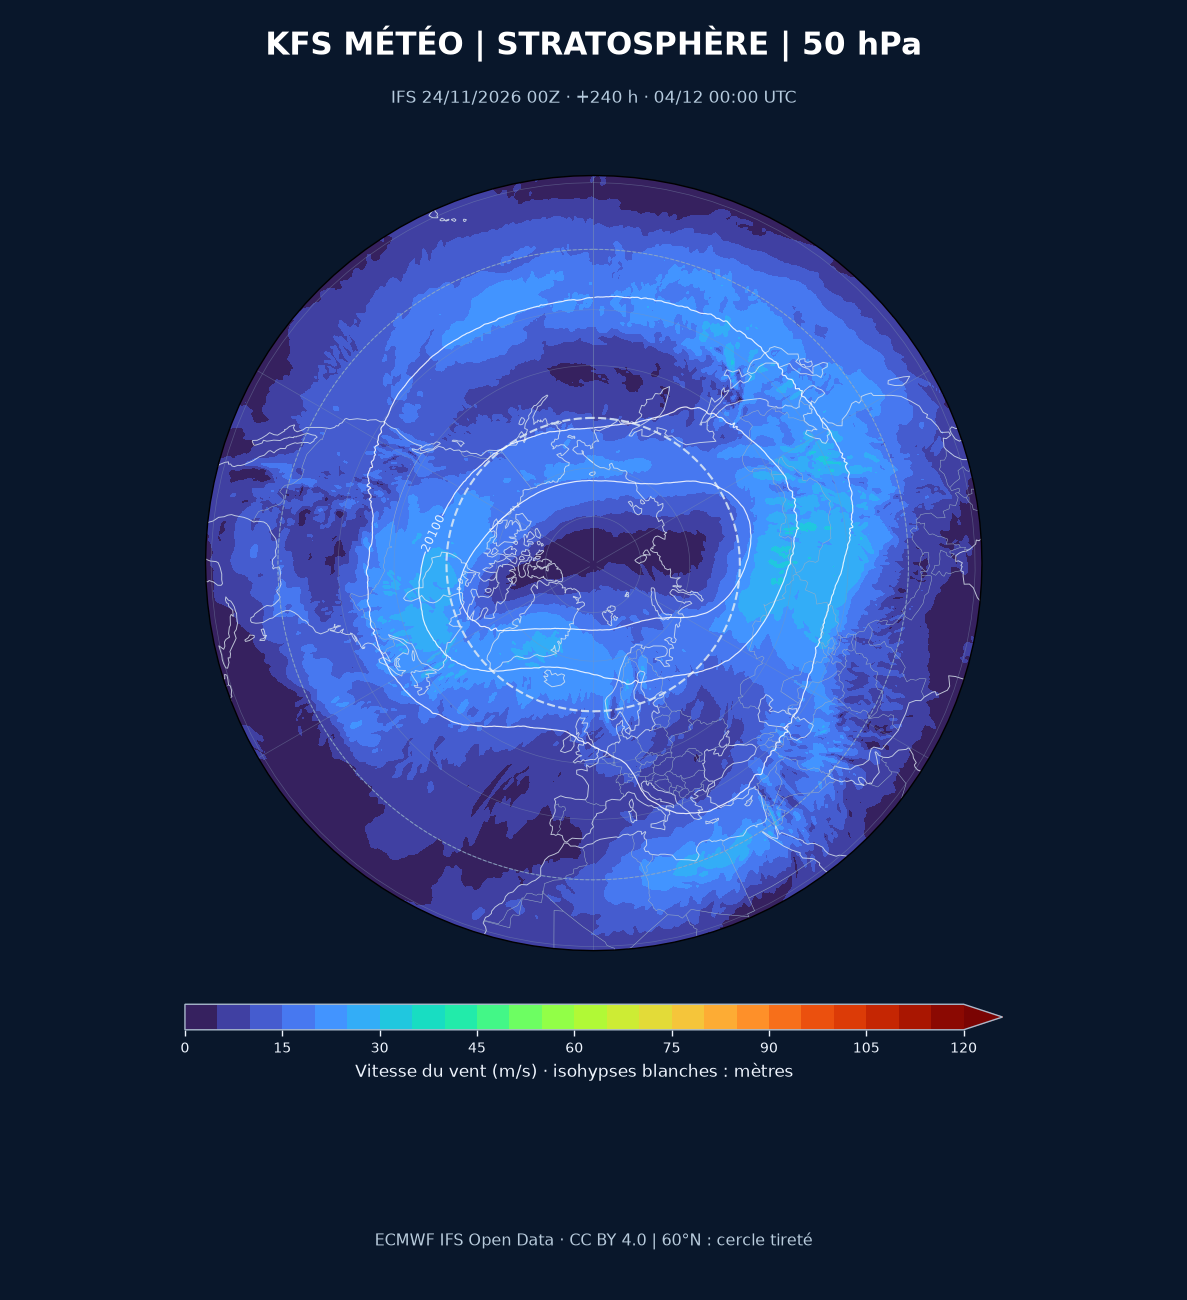 KFS MÉTÉO | STRATOSPHÈRE | 50 hPa
IFS 24/11/2026 00Z · +240 h · 04/12 00:00 UTC
20100
0 15 30 45 60 75 90 105 120
Vitesse du vent (m/s) · isohypses blanches : mètres
ECMWF IFS Open Data · CC BY 4.0 | 60°N : cercle tireté